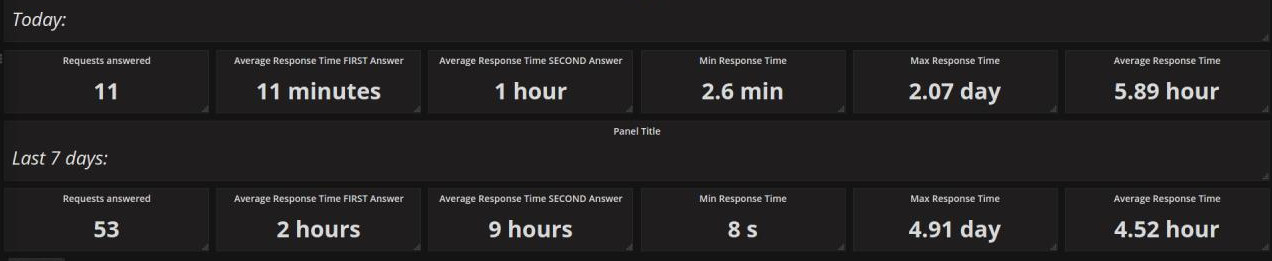 Today:
Requests answered
11
Average Response Time FIRST Answer
11 minutes
Average Response Time SECOND Answer
1 hour
Min Response Time
2.6 min
Max Response Time
2.07 day
Average Response Time
5.89 hour
Panel Title
Last 7 days:
Requests answered
53
Average Response Time FIRST Answer
2 hours
Average Response Time SECOND Answer
9 hours
Min Response Time
8 s
Max Response Time
4.91 day
Average Response Time
4.52 hour